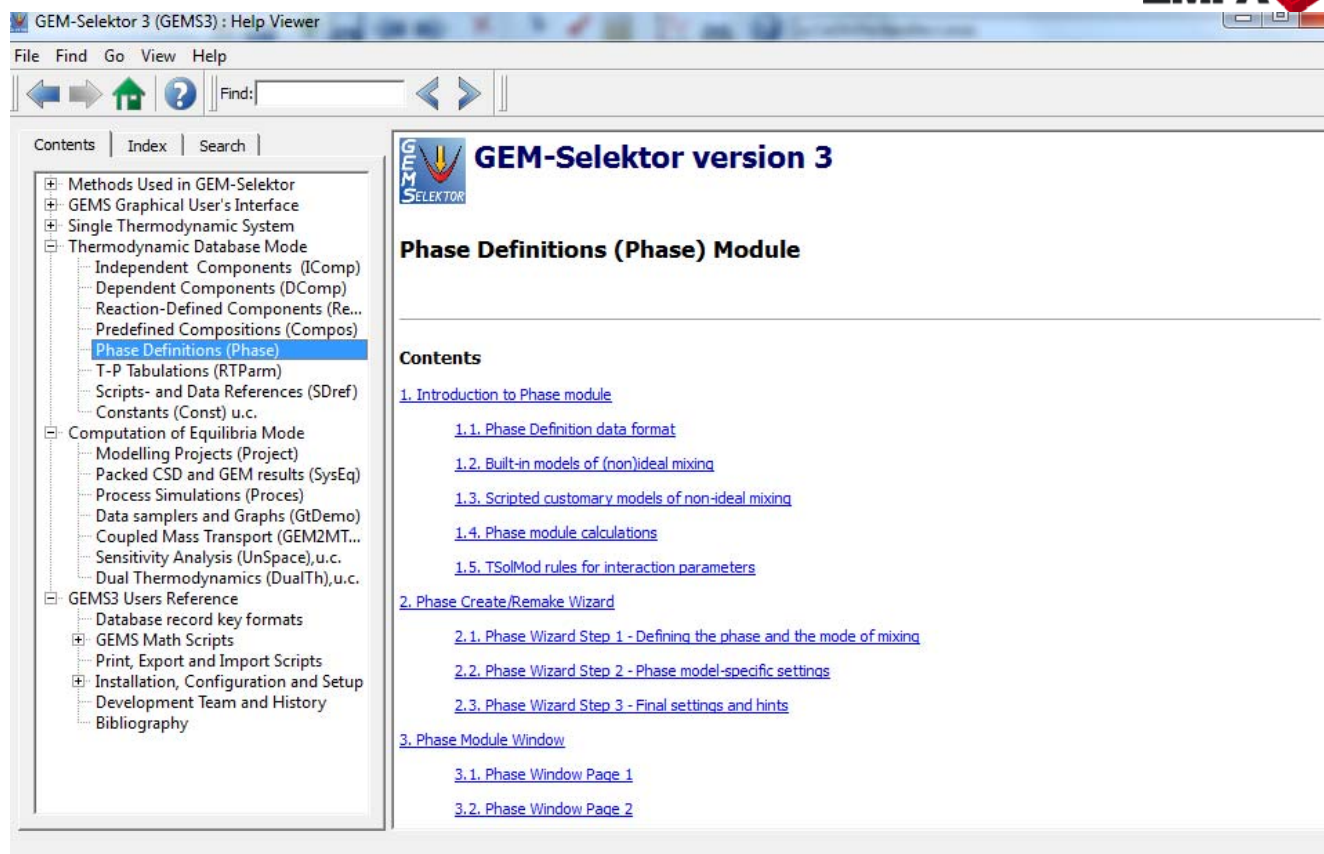 EMPA
GEM-Selektor 3 (GEMS3) : Help Viewer
File Find Go View Help
Find:
Contents Index Search
Methods Used in GEM-Selektor
GEMS Graphical User's Interface
Single Thermodynamic System
Thermodynamic Database Mode
Independent Components (IComp)
Dependent Components (DComp)
Reaction-Defined Components (Re...
Predefined Compositions (Compos)
Phase Definitions (Phase)
T-P Tabulations (RTParm)
Scripts- and Data References (SDref)
Constants (Const) u.c.
Computation of Equilibria Mode
Modelling Projects (Project)
Packed CSD and GEM results (SysEq)
Process Simulations (Proces)
Data samplers and Graphs (GtDemo)
Coupled Mass Transport (GEM2MT...
Sensitivity Analysis (UnSpace),u.c.
Dual Thermodynamics (DualTh),u.c.
GEMS3 Users Reference
Database record key formats
GEMS Math Scripts
Print, Export and Import Scripts
Installation, Configuration and Setup
Development Team and History
Bibliography
GEM SELEKTOR
GEM-Selektor version 3
Phase Definitions (Phase) Module
Contents
1. Introduction to Phase module
1.1. Phase Definition data format
1.2. Built-in models of (non)ideal mixing
1.3. Scripted customary models of non-ideal mixing
1.4. Phase module calculations
1.5. TSolMod rules for interaction parameters
2. Phase Create/Remake Wizard
2.1. Phase Wizard Step 1 - Defining the phase and the mode of mixing
2.2. Phase Wizard Step 2 - Phase model-specific settings
2.3. Phase Wizard Step 3 - Final settings and hints
3. Phase Module Window
3.1. Phase Window Page 1
3.2. Phase Window Page 2